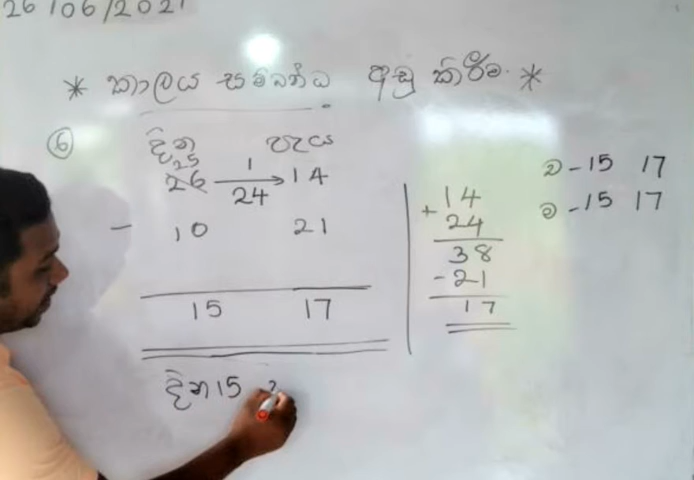 26/06/2021
* කාලය සම්බන්ධ අඩු කිරීම. *
6 දින පැය
25 1
26 → 14
24
- 10 21
15 17
දින 15
+ 14
24
38
- 21
17
ච - 15 17
ම - 15 17